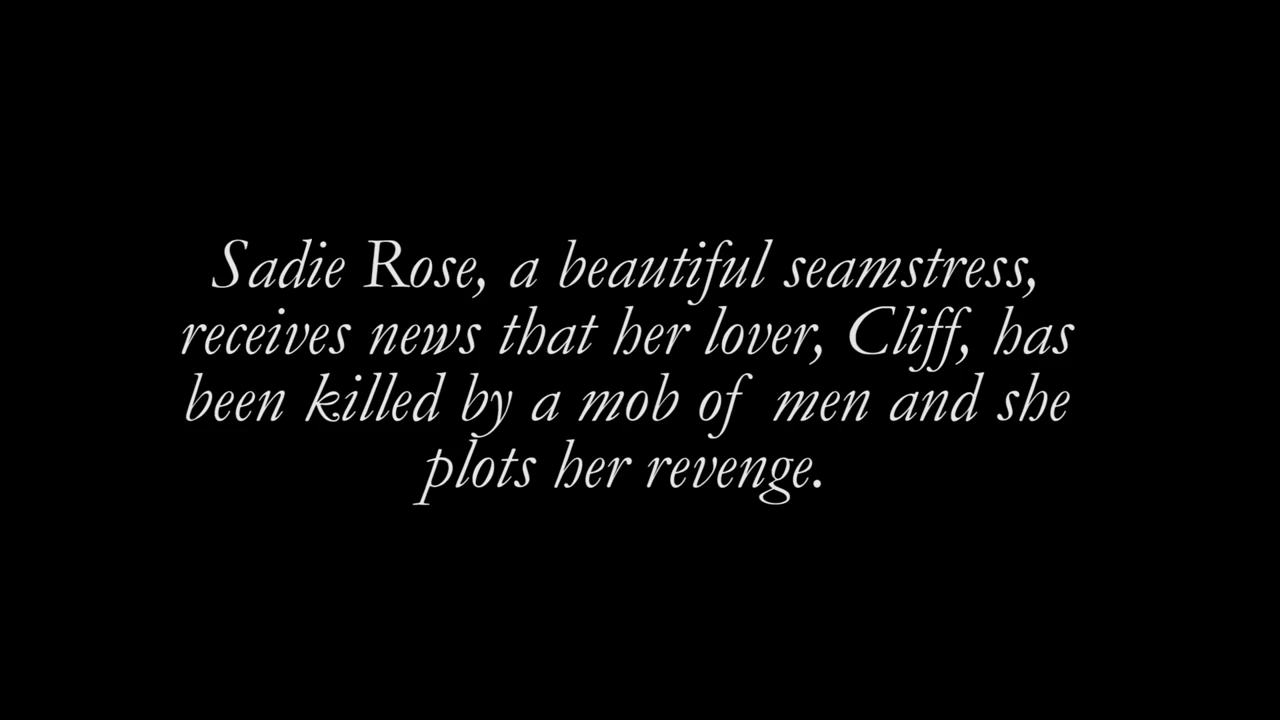 Sadie Rose, a beautiful seamstress,
receives news that her lover, Cliff, has
been killed by a mob of men and she
plots her revenge.